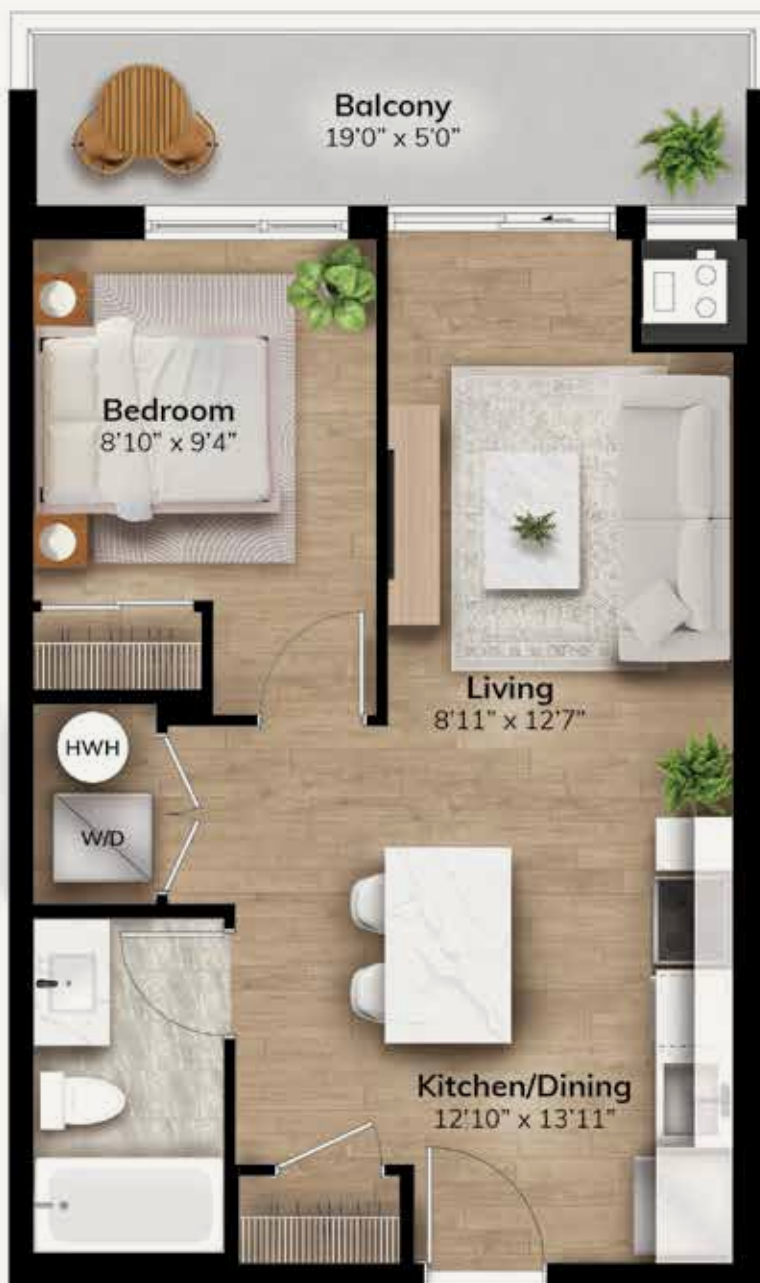 Balcony
19'0" x 5'0"
Bedroom
8'10" x 9'4"
Living
8'11" x 12'7"
HWH
W/D
Kitchen/Dining
12'10" x 13'11"